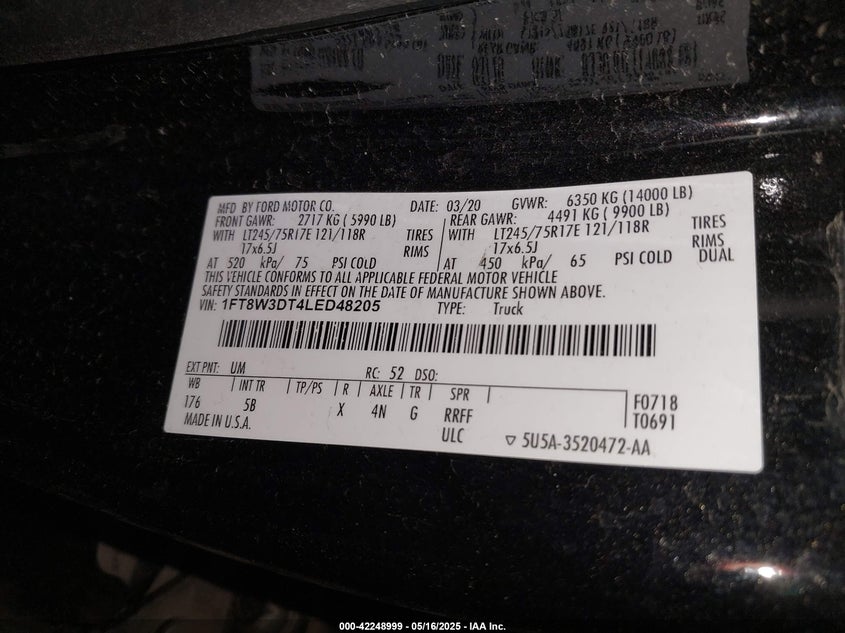 MFD BY FORD MOTOR CO. DATE: 03/20 GVWR: 6350 KG (14000 LB)
FRONT GAWR: 2717 KG ( 5990 LB) REAR GAWR: 4491 KG ( 9900 LB)
WITH LT245/75R17E 121/118R TIRES WITH LT245/75R17E 121/118R TIRES
17x6.5J RIMS 17x6.5J RIMS
AT 520 kPa/ 75 PSI COLD AT 450 kPa/ 65 PSI COLD DUAL
THIS VEHICLE CONFORMS TO ALL APPLICABLE FEDERAL MOTOR VEHICLE
SAFETY STANDARDS IN EFFECT ON THE DATE OF MANUFACTURE SHOWN ABOVE.
VIN: 1FT8W3DT4LED48205 TYPE: Truck
EXT PNT: UM RC: 52 DSO:
WB INT TR TP/PS R AXLE TR SPR F0718
176 5B X 4N G RRFF T0691
MADE IN U.S.A. ULC ▽ 5U5A-3520472-AA
000-42248999 - 05/16/2025 - IAA Inc.